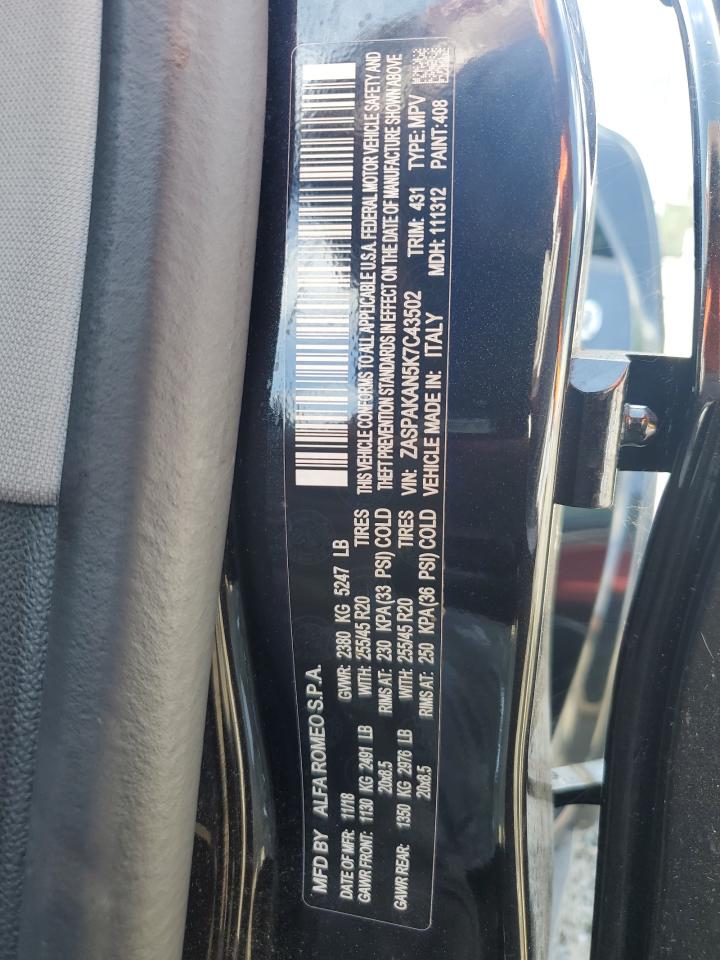 MFD BY ALFA ROMEO S.P.A.
DATE OF MFR: 11/18 GVWR: 2380 KG 5247 LB
GAWR FRONT: 1130 KG 2491 LB WITH: 255/45 R20 TIRES
20x8.5 RIMS AT: 230 KPA(33 PSI) COLD
GAWR REAR: 1350 KG 2976 LB WITH: 255/45 R20 TIRES
20x8.5 RIMS AT: 250 KPA(36 PSI) COLD
THIS VEHICLE CONFORMS TO ALL APPLICABLE U.S.A. FEDERAL MOTOR VEHICLE SAFETY AND
THEFT PREVENTION STANDARDS IN EFFECT ON THE DATE OF MANUFACTURE SHOWN ABOVE
VIN: ZASPAKAN5K7C43502 TRIM: 431 TYPE: MPV
VEHICLE MADE IN: ITALY MDH: 111312 PAINT: 408